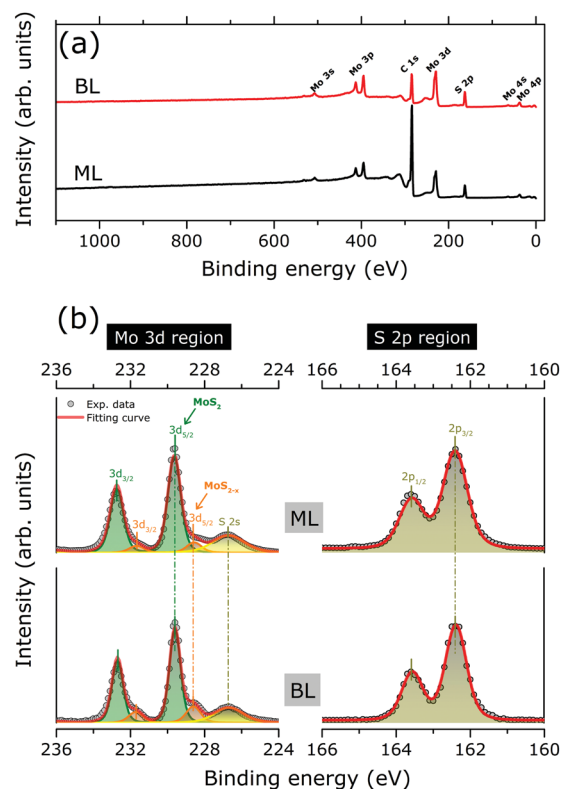 (a)
Intensity (arb. units)
BL
ML
Mo 3s
Mo 3p
C 1s
Mo 3d
S 2p
Mo 4s
Mo 4p
1000 800 600 400 200 0
Binding energy (eV)
(b)
Mo 3d region
S 2p region
236 232 228 224
166 164 162 160
Exp. data
Fitting curve
MoS₂
3d₅/₂
3d₃/₂
MoS₂₋ₓ
3d₃/₂
3d₅/₂
S 2s
2p₃/₂
2p₁/₂
ML
BL
Intensity (arb. units)
236 232 228 224
166 164 162 160
Binding energy (eV)